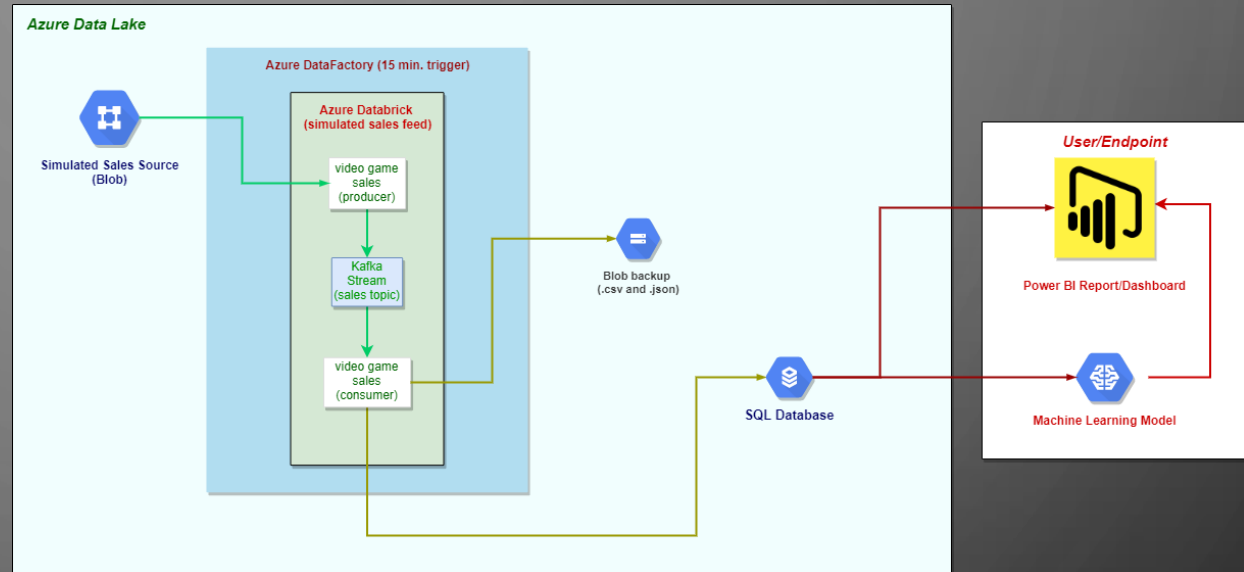 Azure Data Lake
Azure DataFactory (15 min. trigger)
Azure Databrick
(simulated sales feed)
Simulated Sales Source
(Blob)
video game
sales
(producer)
Kafka
Stream
(sales topic)
video game
sales
(consumer)
Blob backup
(.csv and .json)
SQL Database
User/Endpoint
Power BI Report/Dashboard
Machine Learning Model